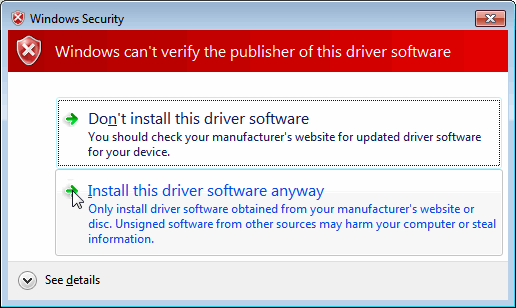 Windows Security
Windows can't verify the publisher of this driver software
Don't install this driver software
You should check your manufacturer's website for updated driver software
for your device.
Install this driver software anyway
Only install driver software obtained from your manufacturer's website or
disc. Unsigned software from other sources may harm your computer or steal
information.
See details